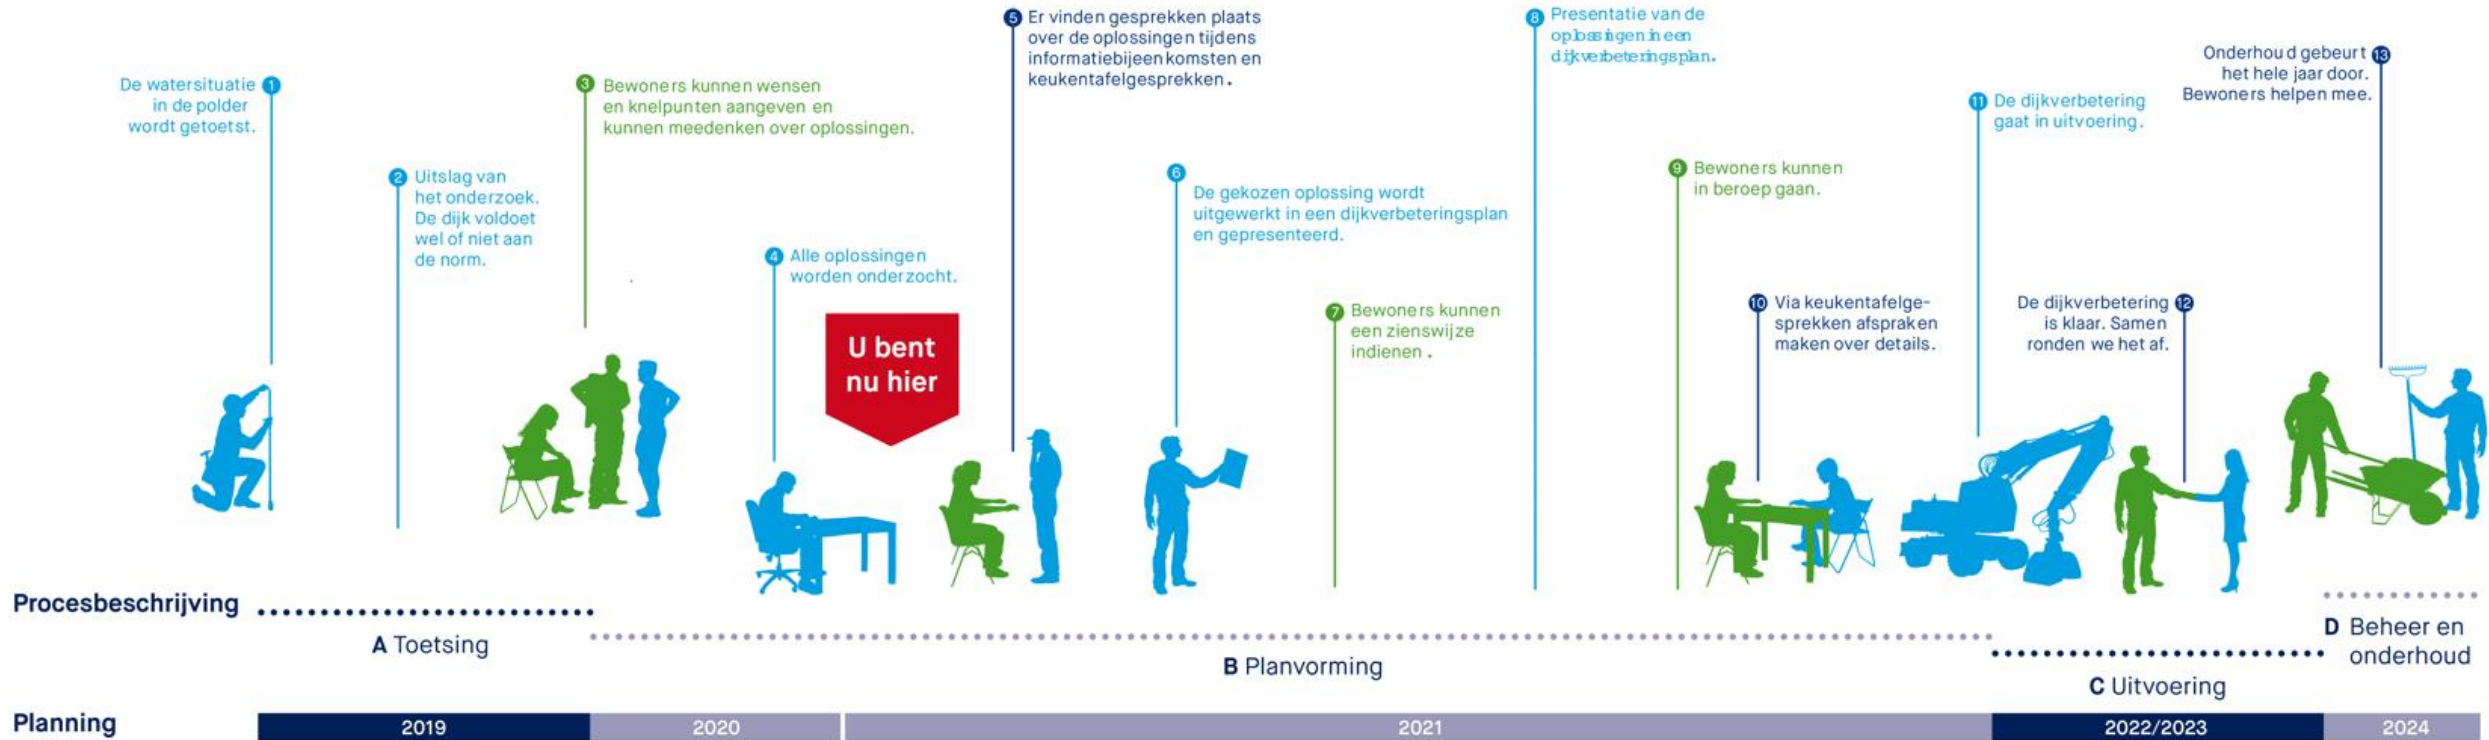 1
De watersituatie
in de polder
wordt getoetst.
2
Uitslag van
het onderzoek.
De dijk voldoet
wel of niet aan
de norm.
3
Bewoners kunnen wensen
en knelpunten aangeven en
kunnen meedenken over oplossingen.
4
Alle oplossingen
worden onderzocht.
U bent
nu hier
5
Er vinden gesprekken plaats
over de oplossingen tijdens
informatiebijeenkomsten en
keukentafelgesprekken.
6
De gekozen oplossing wordt
uitgewerkt in een dijkverbeteringsplan
en gepresenteerd.
7
Bewoners kunnen
een zienswijze
indienen .
8
Presentatie van de
oplossingen in een
dijkverbeteringsplan.
9
Bewoners kunnen
in beroep gaan.
10
Via keukentafelge-
sprekken afspraken
maken over details.
11
De dijkverbetering
gaat in uitvoering.
12
De dijkverbetering
is klaar. Samen
ronden we het af.
13
Onderhoud gebeurt
het hele jaar door.
Bewoners helpen mee.
Procesbeschrijving
A Toetsing
B Planvorming
C Uitvoering
D Beheer en
onderhoud
Planning
2019
2020
2021
2022/2023
2024